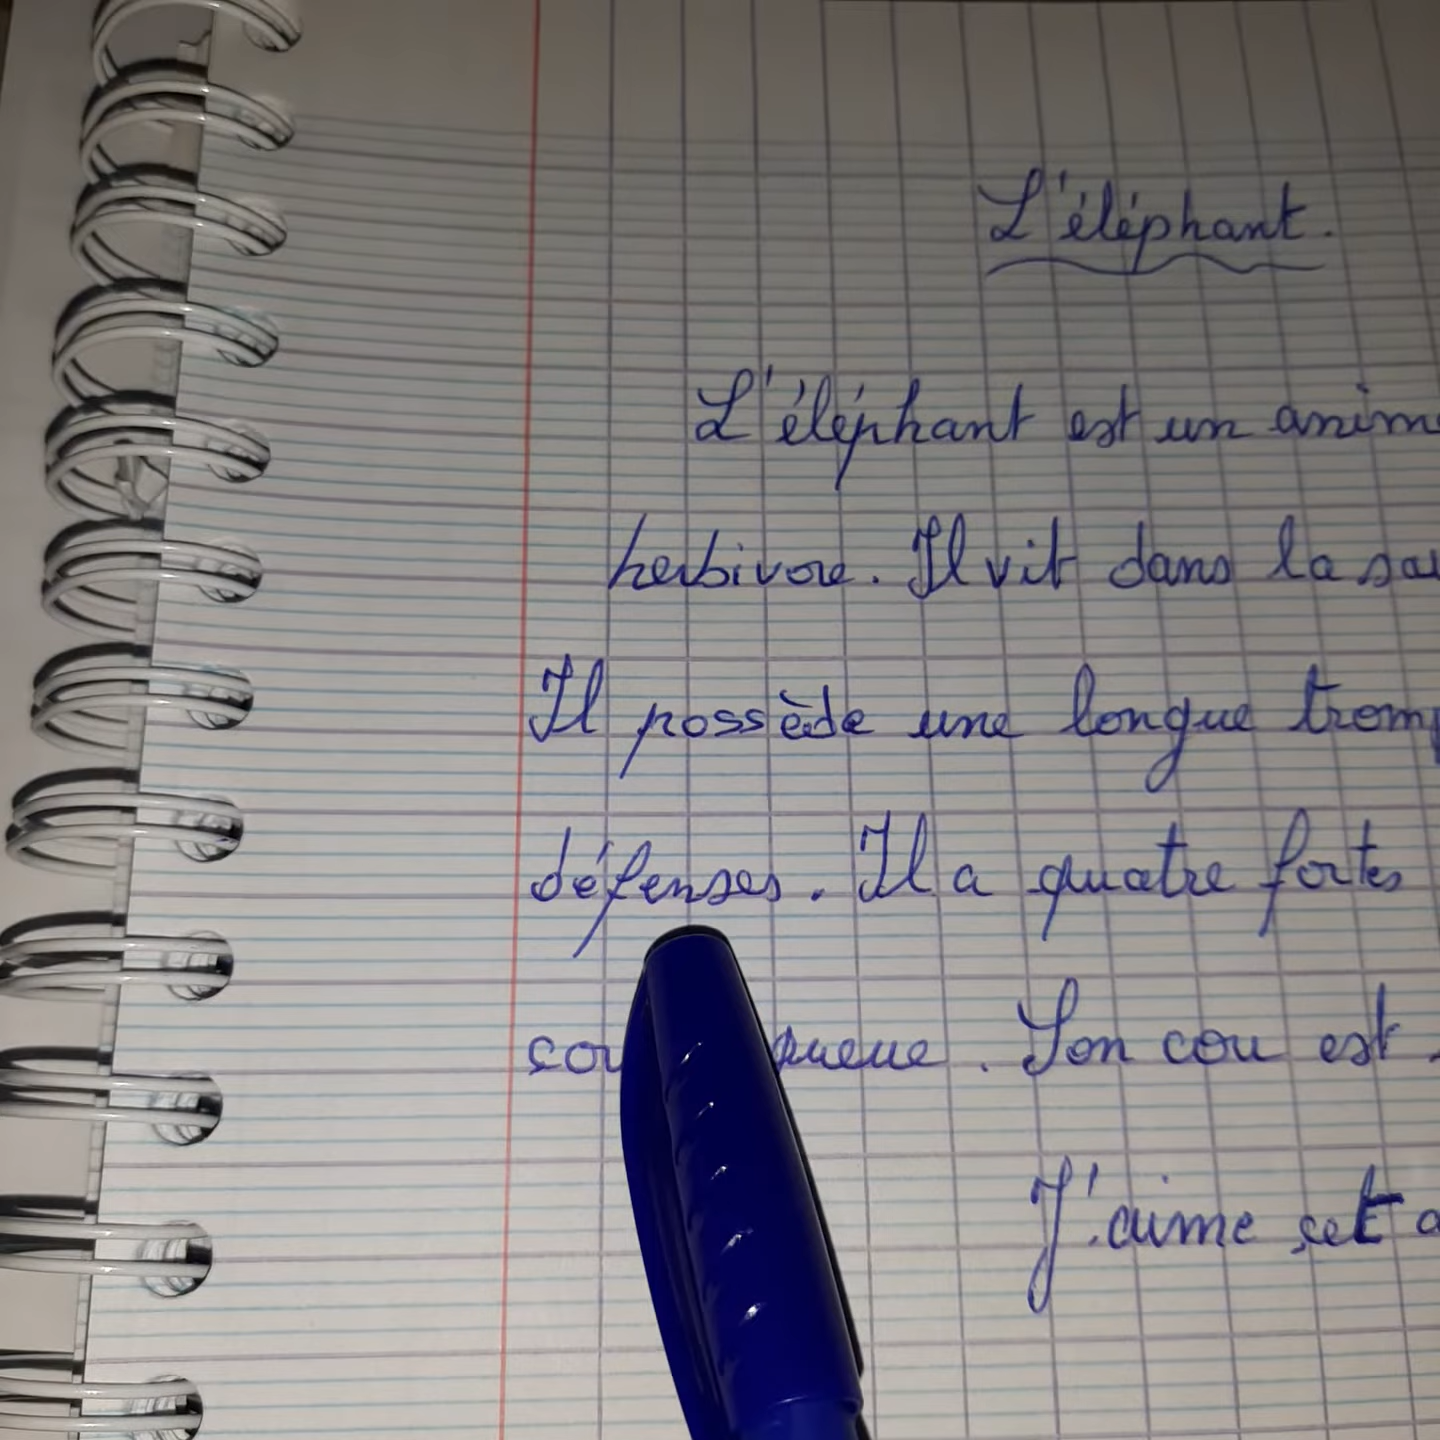 L'éléphant.
L'éléphant est un anim
herbivore. Il vit dans la sa
Il possède une longue trom
défenses. Il a quatre fortes
queue. Son cou est
J'aime cet